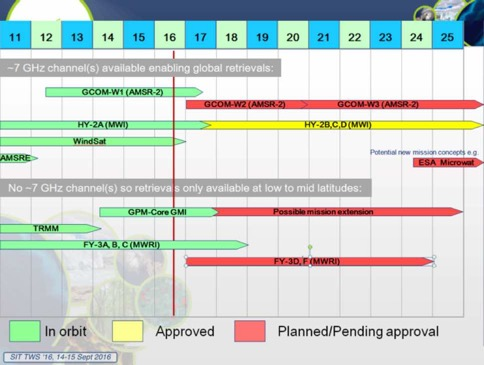 11 12 13 14 15 16 17 18 19 20 21 22 23 24 25
~7 GHz channel(s) available enabling global retrievals:
GCOM-W1 (AMSR-2)
GCOM-W2 (AMSR-2) GCOM-W3 (AMSR-2)
HY-2A (MWI) HY-2B,C,D (MWI)
WindSat
Potential new mission concepts e.g.
AMSRE ESA Microwat
No ~7 GHz channel(s) so retrievals only available at low to mid latitudes:
GPM-Core GMI Possible mission extension
TRMM
FY-3A, B, C (MWRI)
FY-3D, F (MWRI)
In orbit Approved Planned/Pending approval
SIT TWS '16, 14-15 Sept 2016